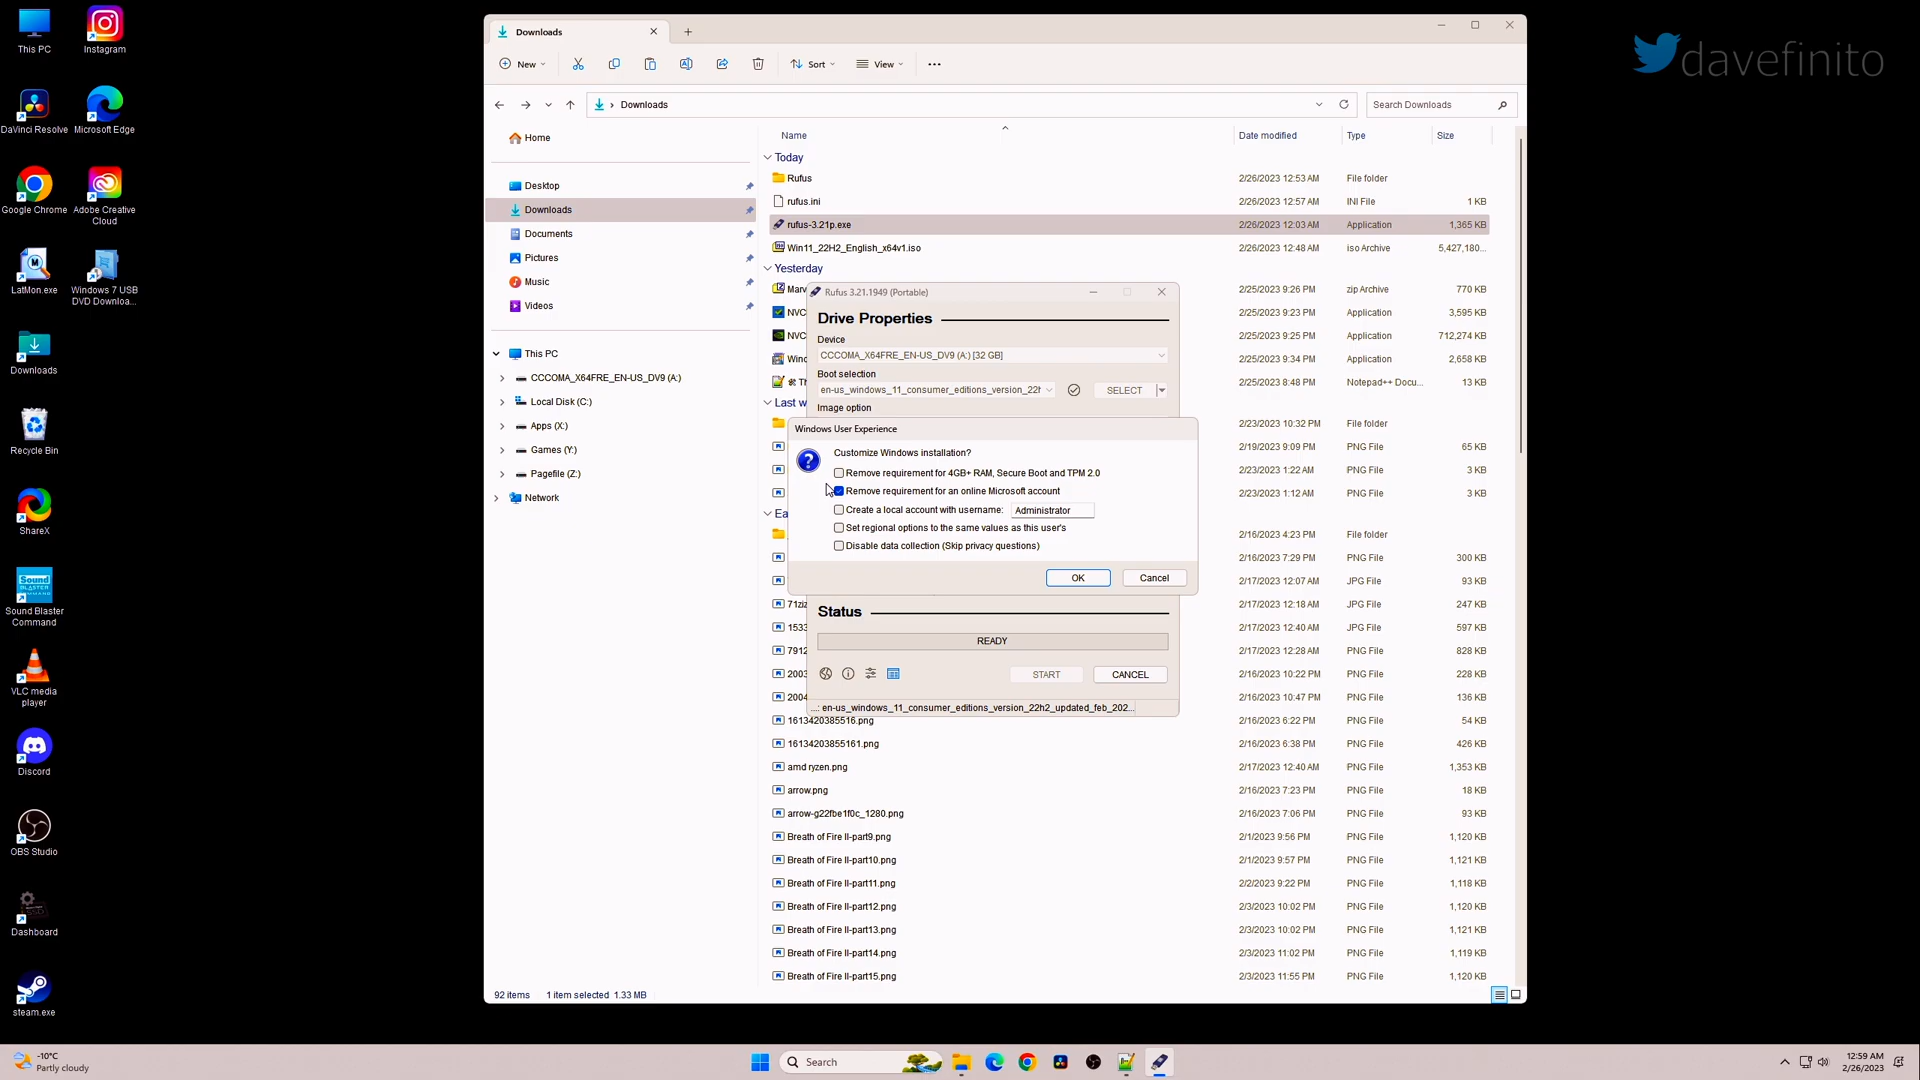 This PC
Instagram
DaVinci Resolve
Microsoft Edge
Google Chrome
Adobe Creative Cloud
LatMon.exe
Windows 7 USB DVD Downloa...
Downloads
Recycle Bin
ShareX
Sound Blaster Command
VLC media player
Discord
OBS Studio
Dashboard
steam.exe
davefinito
Downloads
New
Sort
View
Downloads
Search Downloads
Home
Desktop
Downloads
Documents
Pictures
Music
Videos
This PC
CCCOMA_X64FRE_EN-US_DV9 (A:)
Local Disk (C:)
Apps (X:)
Games (Y:)
Pagefile (Z:)
Network
Name Date modified Type Size
Today
Rufus 2/26/2023 12:53 AM File folder
rufus.ini 2/26/2023 12:57 AM INI File 1 KB
rufus-3.21p.exe 2/26/2023 12:03 AM Application 1,365 KB
Win11_22H2_English_x64v1.iso 2/26/2023 12:48 AM iso Archive 5,427,180...
Yesterday
Marv 2/25/2023 9:26 PM zip Archive 770 KB
NVC 2/25/2023 9:23 PM Application 3,595 KB
NVC 2/25/2023 9:25 PM Application 712,274 KB
Winc 2/25/2023 9:34 PM Application 2,658 KB
Th 2/25/2023 8:48 PM Notepad++ Docu... 13 KB
Last w
2/23/2023 10:32 PM File folder
2/19/2023 9:09 PM PNG File 65 KB
2/23/2023 1:22 AM PNG File 3 KB
2/23/2023 1:12 AM PNG File 3 KB
Ea
2/16/2023 4:23 PM File folder
2/16/2023 7:29 PM PNG File 300 KB
2/17/2023 12:07 AM JPG File 93 KB
71ziz 2/17/2023 12:18 AM JPG File 247 KB
1533 2/17/2023 12:40 AM JPG File 597 KB
7912 2/17/2023 12:28 AM PNG File 828 KB
2003 2/16/2023 10:22 PM PNG File 228 KB
2004 2/16/2023 10:47 PM PNG File 136 KB
1613420385516.png 2/16/2023 6:22 PM PNG File 54 KB
16134203855161.png 2/16/2023 6:38 PM PNG File 426 KB
amd ryzen.png 2/17/2023 12:40 AM PNG File 1,353 KB
arrow.png 2/16/2023 7:23 PM PNG File 18 KB
arrow-g22fbe1f0c_1280.png 2/16/2023 7:06 PM PNG File 93 KB
Breath of Fire II-part9.png 2/1/2023 9:56 PM PNG File 1,120 KB
Breath of Fire II-part10.png 2/1/2023 9:57 PM PNG File 1,121 KB
Breath of Fire II-part11.png 2/2/2023 9:22 PM PNG File 1,118 KB
Breath of Fire II-part12.png 2/3/2023 10:02 PM PNG File 1,120 KB
Breath of Fire II-part13.png 2/3/2023 10:02 PM PNG File 1,121 KB
Breath of Fire II-part14.png 2/3/2023 11:02 PM PNG File 1,119 KB
Breath of Fire II-part15.png 2/3/2023 11:55 PM PNG File 1,120 KB
92 items 1 item selected 1.33 MB
Rufus 3.21.1949 (Portable)
Drive Properties
Device
CCCOMA_X64FRE_EN-US_DV9 (A:) [32 GB]
Boot selection
en-us_windows_11_consumer_editions_version_22h SELECT
Image option
Windows User Experience
Customize Windows installation?
Remove requirement for 4GB+ RAM, Secure Boot and TPM 2.0
Remove requirement for an online Microsoft account
Create a local account with username: Administrator
Set regional options to the same values as this user's
Disable data collection (Skip privacy questions)
OK Cancel
Status
READY
START CANCEL
...: en-us_windows_11_consumer_editions_version_22h2_updated_feb_202...
-10°C
Partly cloudy
Search
12:59 AM
2/26/2023